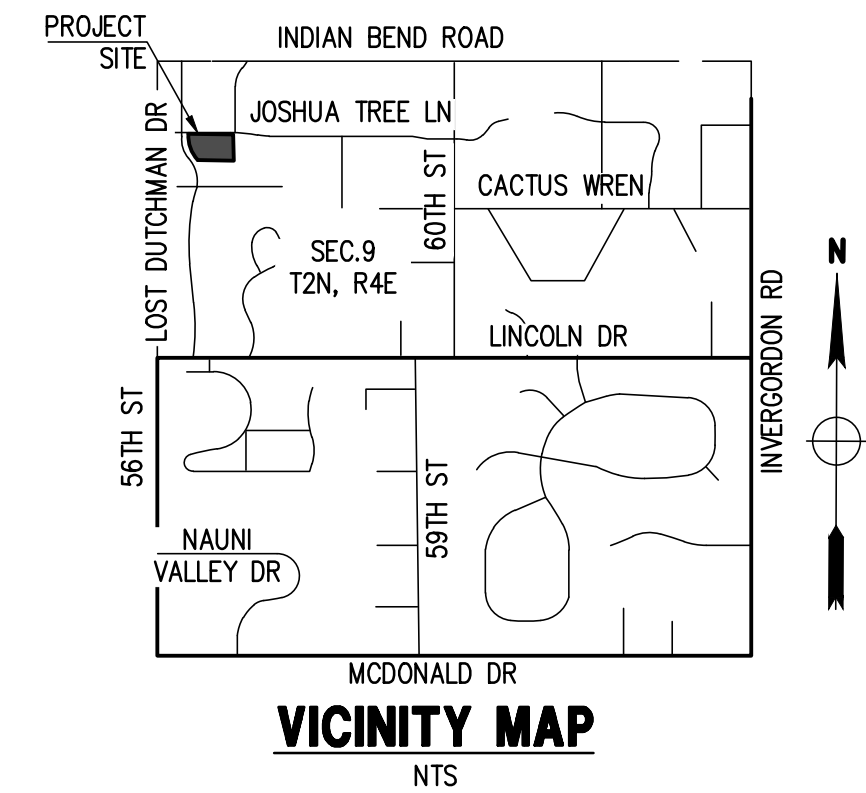 PROJECT
SITE
INDIAN BEND ROAD
JOSHUA TREE LN
LOST DUTCHMAN DR
60TH ST
CACTUS WREN
SEC.9
T2N, R4E
N
INVERGORDON RD
LINCOLN DR
56TH ST
59TH ST
NAUNI
VALLEY DR
MCDONALD DR
VICINITY MAP
NTS